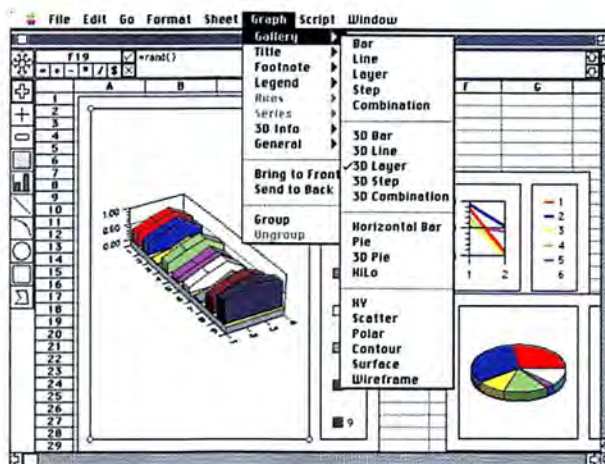 File Edit Go Format Sheet Graph Script Window
f19 =rand()
= + - * / $
A B F G
Gallery
Title
Footnote
Legend
Axes
Series
3D Info
General
Bring to Front
Send to Back
Group
Ungroup
Bar
Line
Layer
Step
Combination
3D Bar
3D Line
3D Layer
3D Step
3D Combination
Horizontal Bar
Pie
3D Pie
HiLo
XY
Scatter
Polar
Contour
Surface
Wireframe
1
2
3
4
5
6
7
8
9
10
11
12
13
14
15
16
17
18
19
20
21
22
23
24
25
26
27
28
29
1.00
0.50
0.00
1 2
1
2
3
4
5
6
9